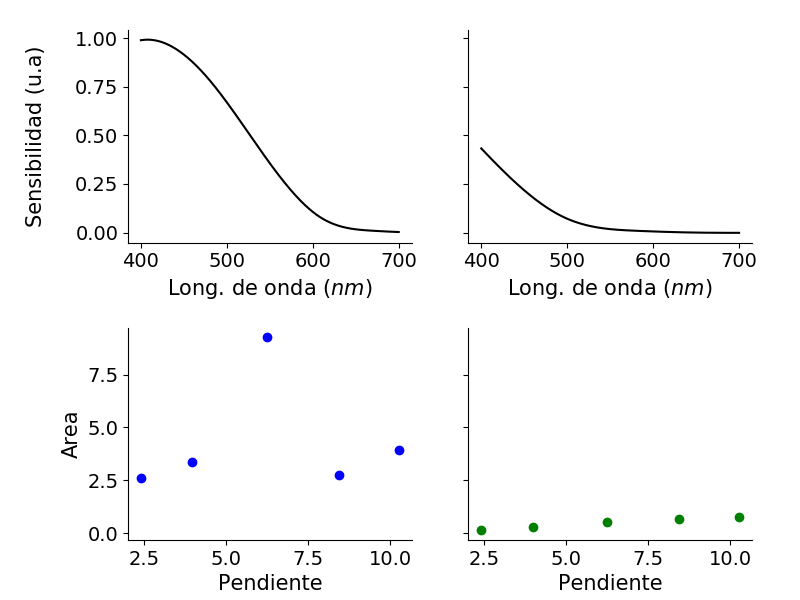 Sensibilidad (u.a)
1.00
0.75
0.50
0.25
0.00
400 500 600 700
Long. de onda (nm)
400 500 600 700
Long. de onda (nm)
Area
7.5
5.0
2.5
0.0
2.5 5.0 7.5 10.0
Pendiente
2.5 5.0 7.5 10.0
Pendiente